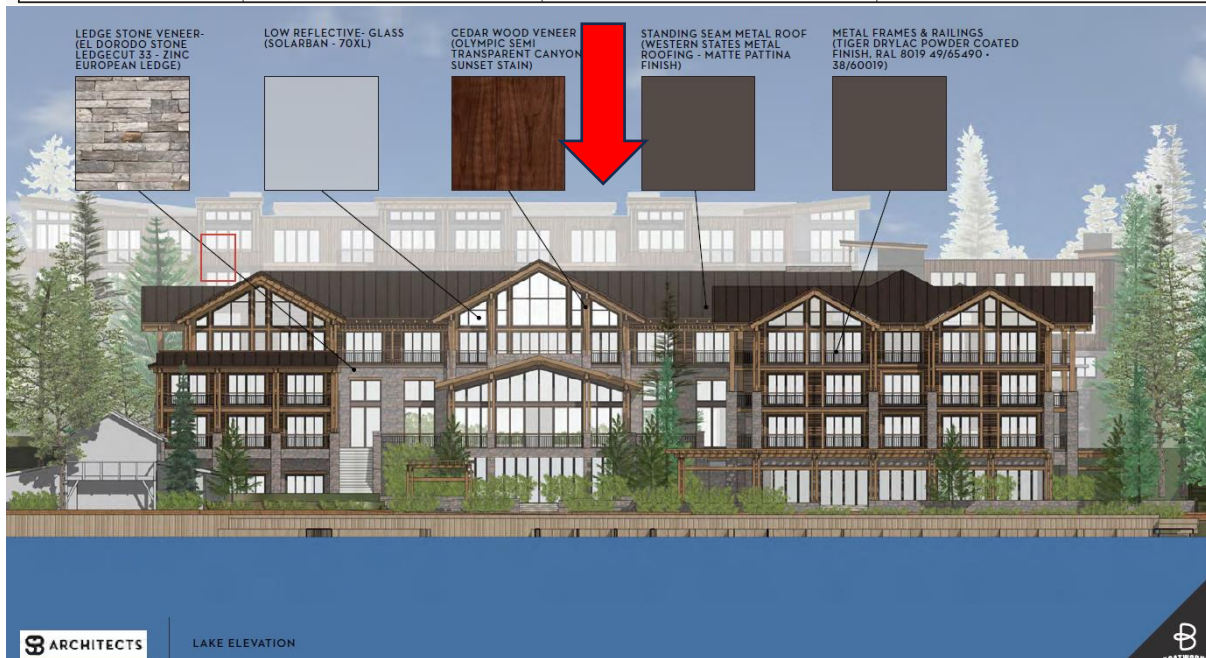 LEDGE STONE VENEER-
(EL DORODO STONE
LEDGECUT 33 - ZINC
EUROPEAN LEDGE)
LOW REFLECTIVE- GLASS
(SOLARBAN - 70XL)
CEDAR WOOD VENEER
(OLYMPIC SEMI
TRANSPARENT CANYON
SUNSET STAIN)
STANDING SEAM METAL ROOF
(WESTERN STATES METAL
ROOFING - MATTE PATTINA
FINISH)
METAL FRAMES & RAILINGS
(TIGER DRYLAC POWDER COATED
FINISH, RAL 8019 49/65490 -
38/60019)
SB ARCHITECTS
LAKE ELEVATION
B